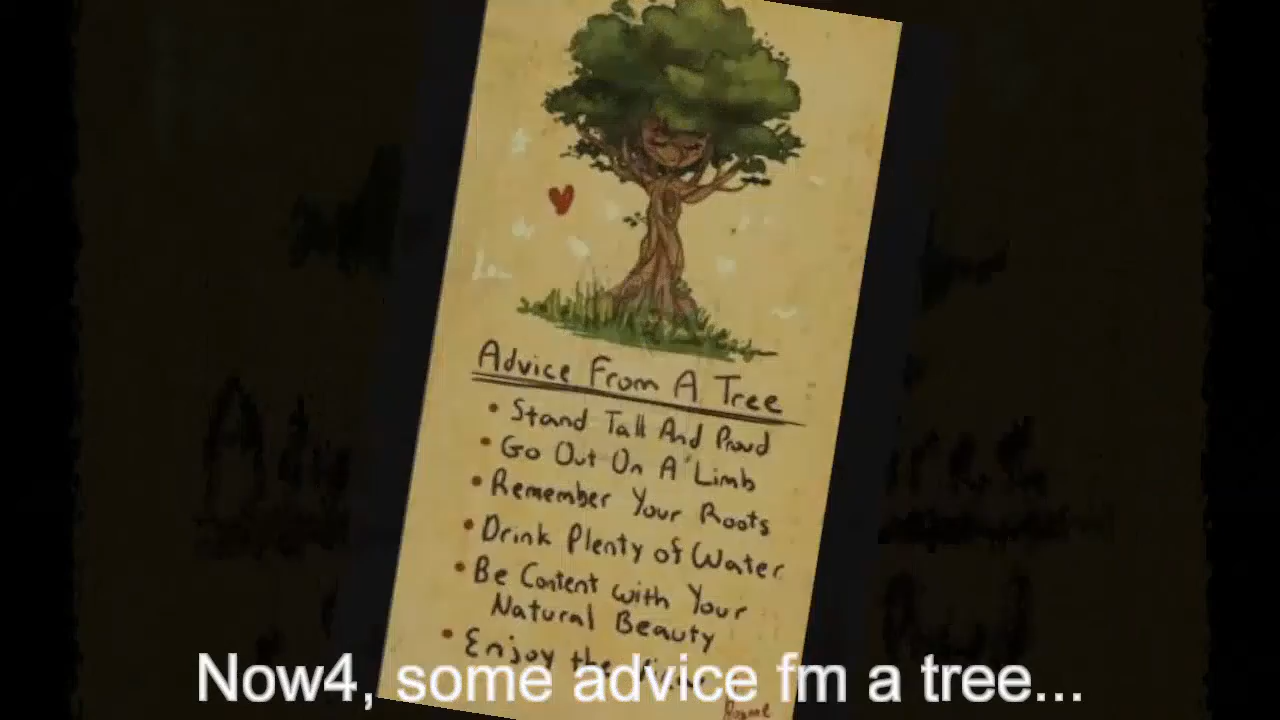 Advice From A Tree
• Stand Tall And Proud
• Go Out On A Limb
• Remember Your Roots
• Drink Plenty of Water
• Be Content with Your
Natural Beauty
• Enjoy the
Now4, some advice fm a tree...